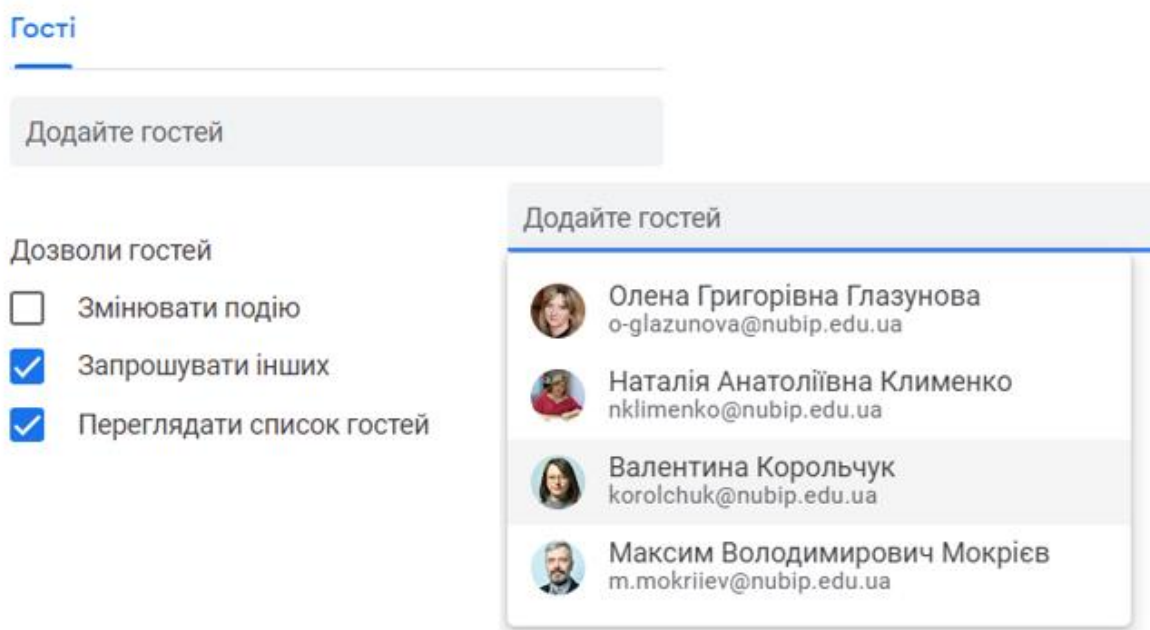 Гості
Додайте гостей
Дозволи гостей
Змінювати подію
Запрошувати інших
Переглядати список гостей
Додайте гостей
Олена Григорівна Глазунова
o-glazunova@nubip.edu.ua
Наталія Анатоліївна Клименко
nklimenko@nubip.edu.ua
Валентина Корольчук
korolchuk@nubip.edu.ua
Максим Володимирович Мокрієв
m.mokriiev@nubip.edu.ua